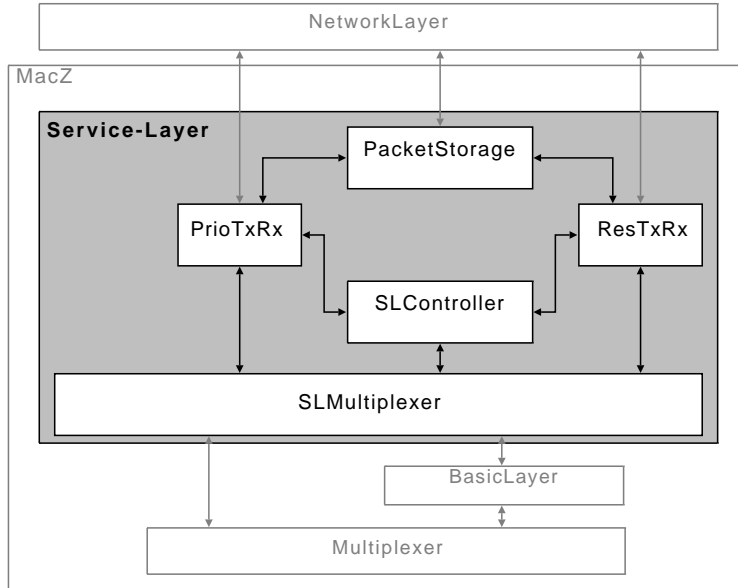 NetworkLayer
MacZ
Service-Layer
PacketStorage
PrioTxRx
ResTxRx
SLController
SLMultiplexer
BasicLayer
Multiplexer